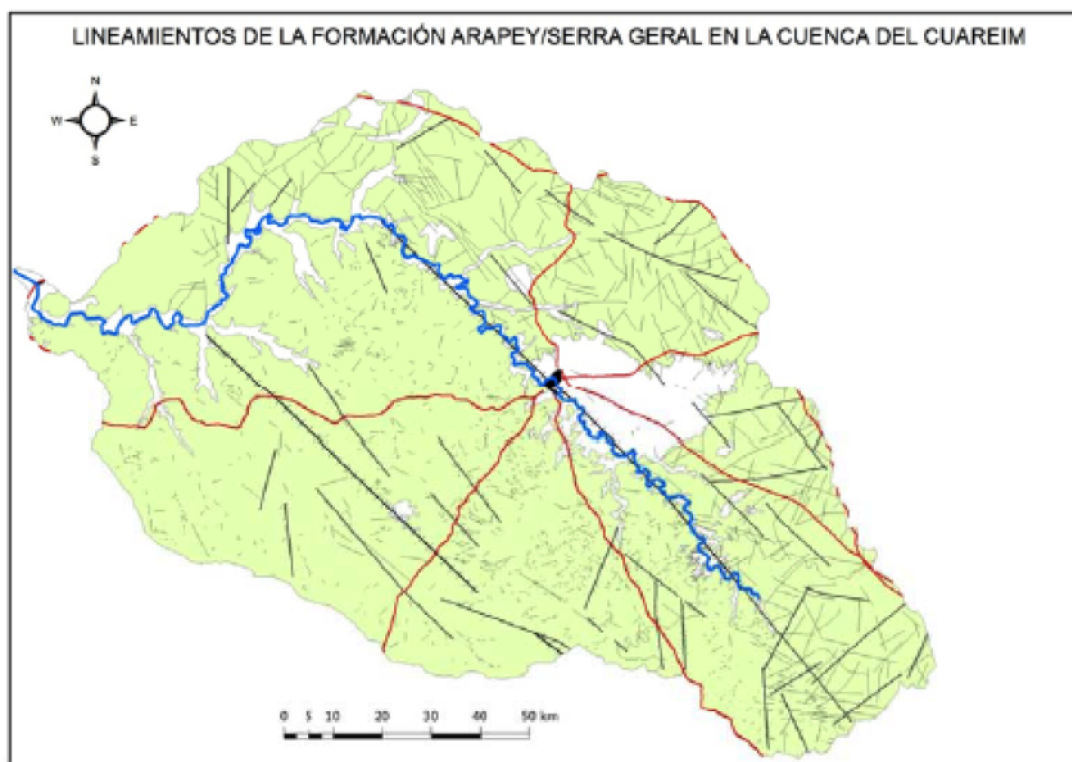 LINEAMIENTOS DE LA FORMACIÓN ARAPEY/SERRA GERAL EN LA CUENCA DEL CUAREIM
N
W E
S
0 5 10 20 30 40 50 km